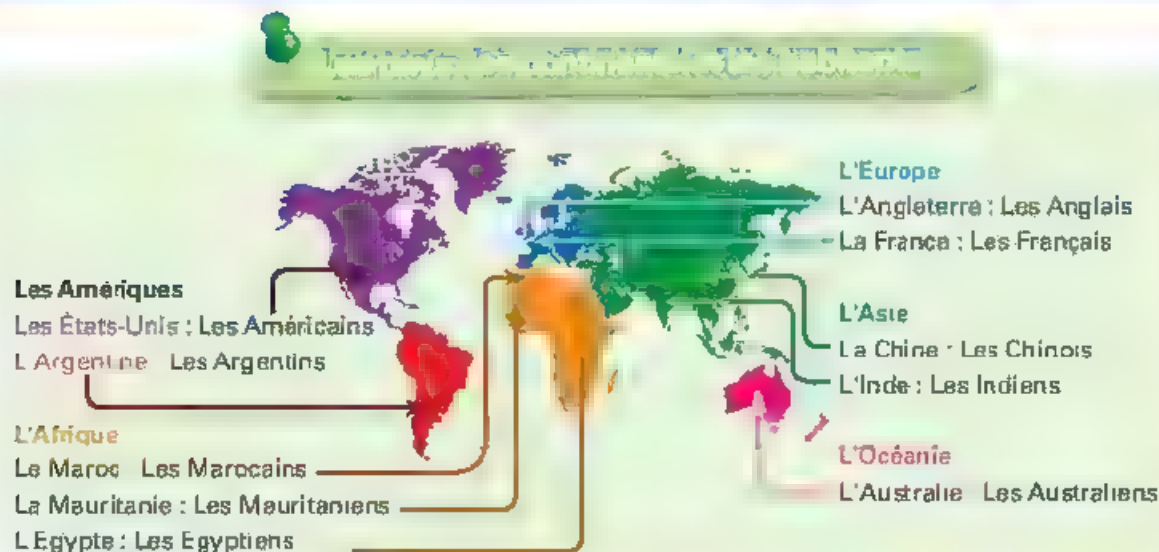 Les Amériques
Les États-Unis : Les Américains
L'Argentine Les Argentins
L'Afrique
Le Maroc Les Marocains
La Mauritanie : Les Mauritaniens
L'Egypte : Les Egyptiens
L'Europe
L'Angleterre : Les Anglais
La France : Les Français
L'Asie
La Chine : Les Chinois
L'Inde : Les Indiens
L'Océanie
L'Australie Les Australiens